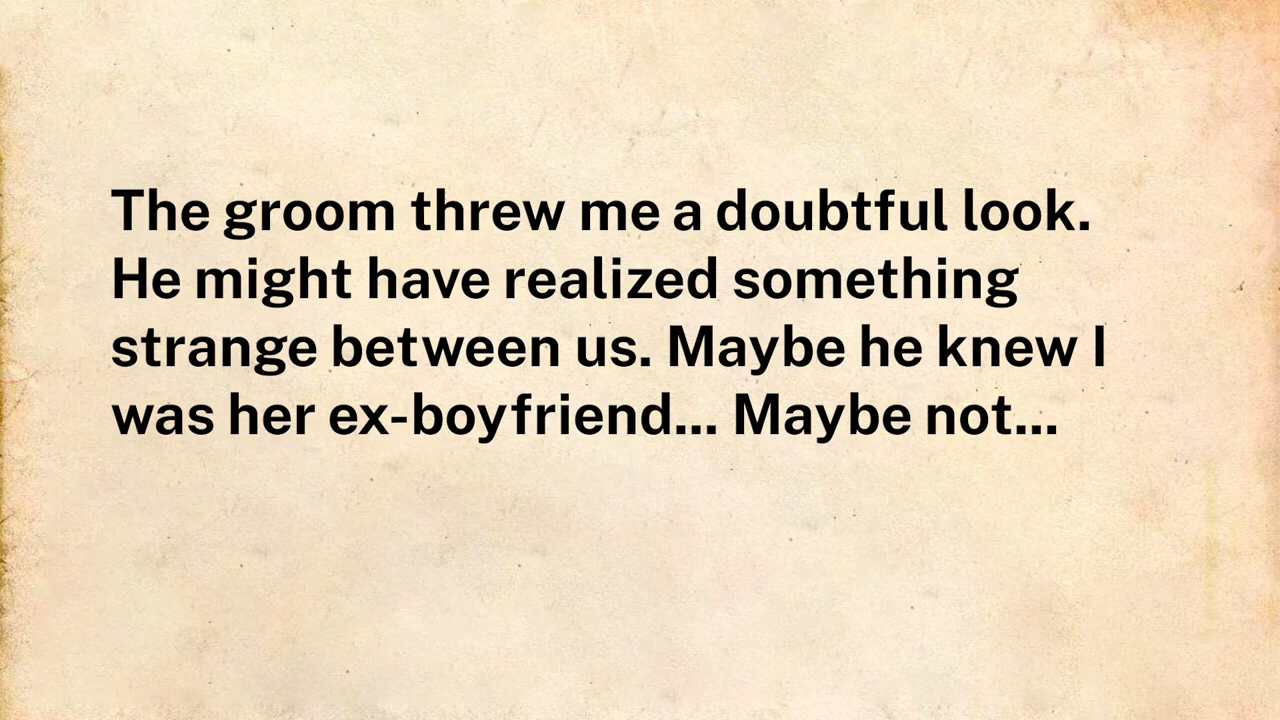 The groom threw me a doubtful look.
He might have realized something
strange between us. Maybe he knew I
was her ex-boyfriend... Maybe not...